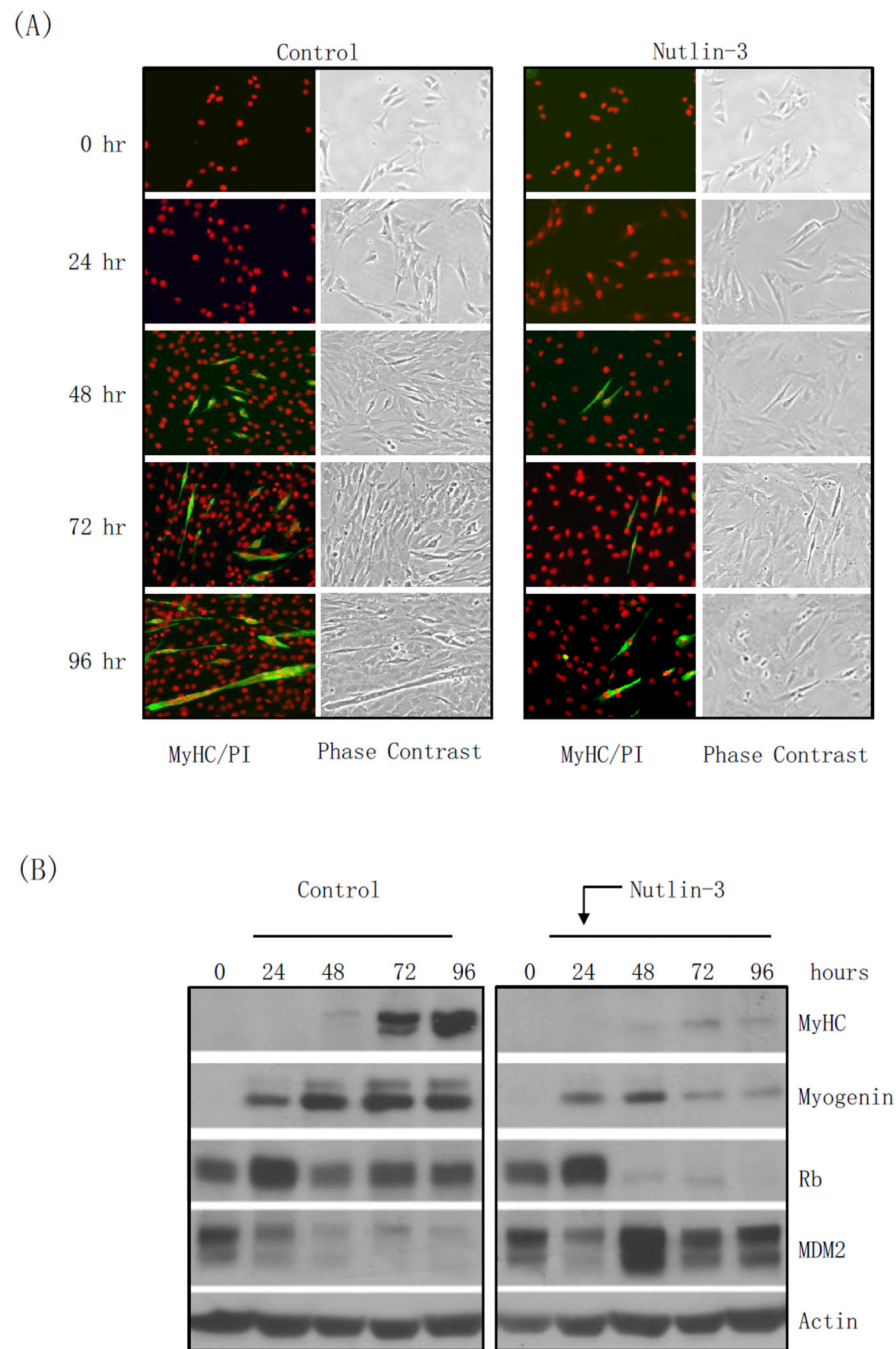 (A)
Control
Nutlin-3
0 hr
24 hr
48 hr
72 hr
96 hr
MyHC/PI
Phase Contrast
MyHC/PI
Phase Contrast
(B)
Control
Nutlin-3
0 24 48 72 96
0 24 48 72 96 hours
MyHC
Myogenin
Rb
MDM2
Actin